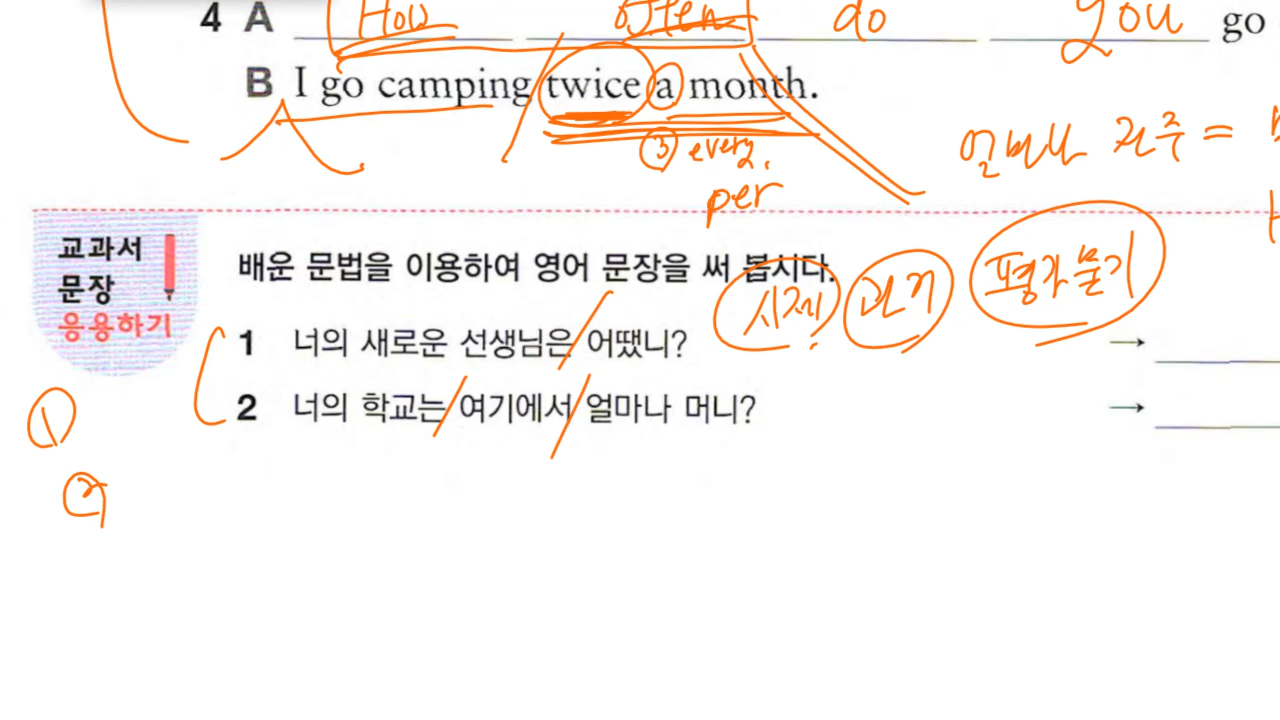 4 A How often do you go
B I go camping twice a month.
③ every.
per
얼마나 자주 =
교과서
문장
응용하기
배운 문법을 이용하여 영어 문장을 써 봅시다.
시제 과거 평가묻기
1 너의 새로운 선생님은 어땠니? →
2 너의 학교는 여기에서 얼마나 머니? →